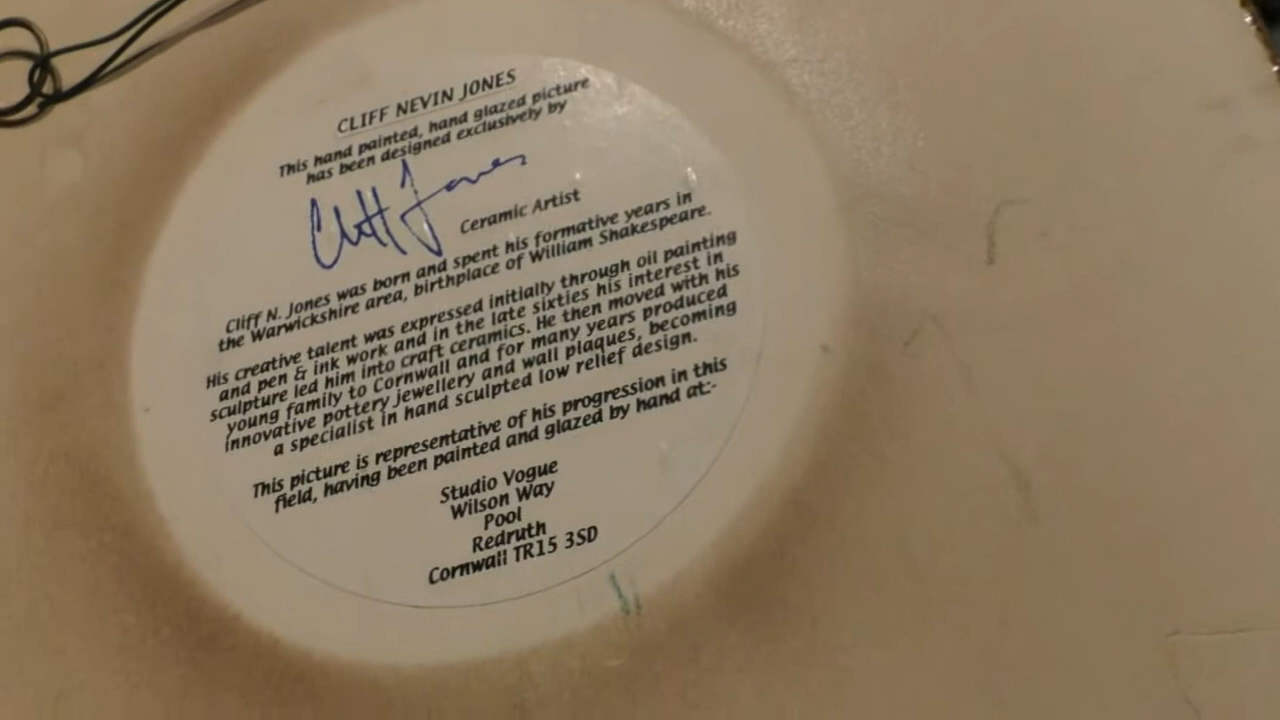 CLIFF NEVIN JONES
This hand painted, hand glazed picture
has been designed exclusively by
Cliff Jones
Ceramic Artist
Cliff N. Jones was born and spent his formative years in
the Warwickshire area, birthplace of William Shakespeare.
His creative talent was expressed initially through oil painting
and pen & ink work and in the late sixties his interest in
sculpture led him into craft ceramics. He then moved with his
young family to Cornwall and for many years produced
innovative pottery jewellery and wall plaques, becoming
a specialist in hand sculpted low relief design.
This picture is representative of his progression in this
field, having been painted and glazed by hand at:-
Studio Vogue
Wilson Way
Pool
Redruth
Cornwall TR15 3SD